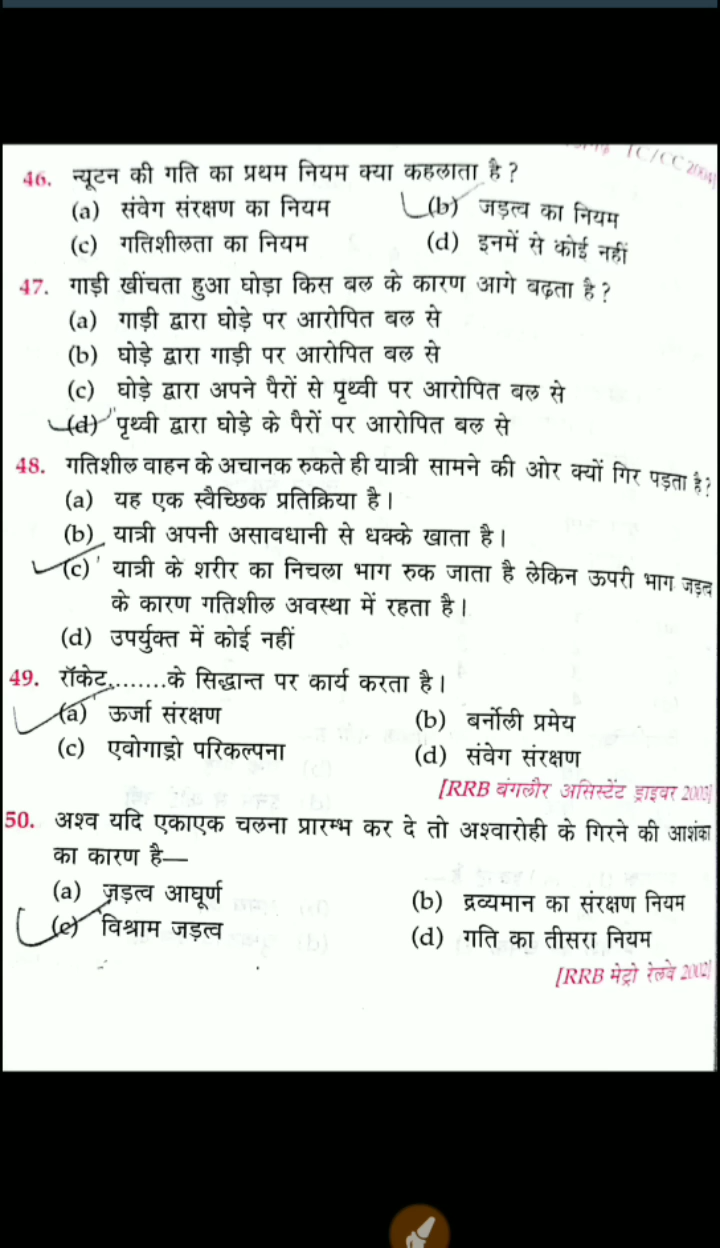 TC/CC 2004]
46. न्यूटन की गति का प्रथम नियम क्या कहलाता है?
(a) संवेग संरक्षण का नियम (b) जड़त्व का नियम
(c) गतिशीलता का नियम (d) इनमें से कोई नहीं
47. गाड़ी खींचता हुआ घोड़ा किस बल के कारण आगे बढ़ता है?
(a) गाड़ी द्वारा घोड़े पर आरोपित बल से
(b) घोड़े द्वारा गाड़ी पर आरोपित बल से
(c) घोड़े द्वारा अपने पैरों से पृथ्वी पर आरोपित बल से
(d) पृथ्वी द्वारा घोड़े के पैरों पर आरोपित बल से
48. गतिशील वाहन के अचानक रुकते ही यात्री सामने की ओर क्यों गिर पड़ता है?
(a) यह एक स्वैच्छिक प्रतिक्रिया है।
(b) यात्री अपनी असावधानी से धक्के खाता है।
(c) यात्री के शरीर का निचला भाग रुक जाता है लेकिन ऊपरी भाग जड़त्व
के कारण गतिशील अवस्था में रहता है।
(d) उपर्युक्त में कोई नहीं
49. रॉकेट........के सिद्धान्त पर कार्य करता है।
(a) ऊर्जा संरक्षण (b) बर्नोली प्रमेय
(c) एवोगाड्रो परिकल्पना (d) संवेग संरक्षण
[RRB बंगलौर असिस्टेंट ड्राइवर 2003]
50. अश्व यदि एकाएक चलना प्रारम्भ कर दे तो अश्वारोही के गिरने की आशंका
का कारण है—
(a) जड़त्व आघूर्ण (b) द्रव्यमान का संरक्षण नियम
(c) विश्राम जड़त्व (d) गति का तीसरा नियम
[RRB मेट्रो रेलवे 2002]